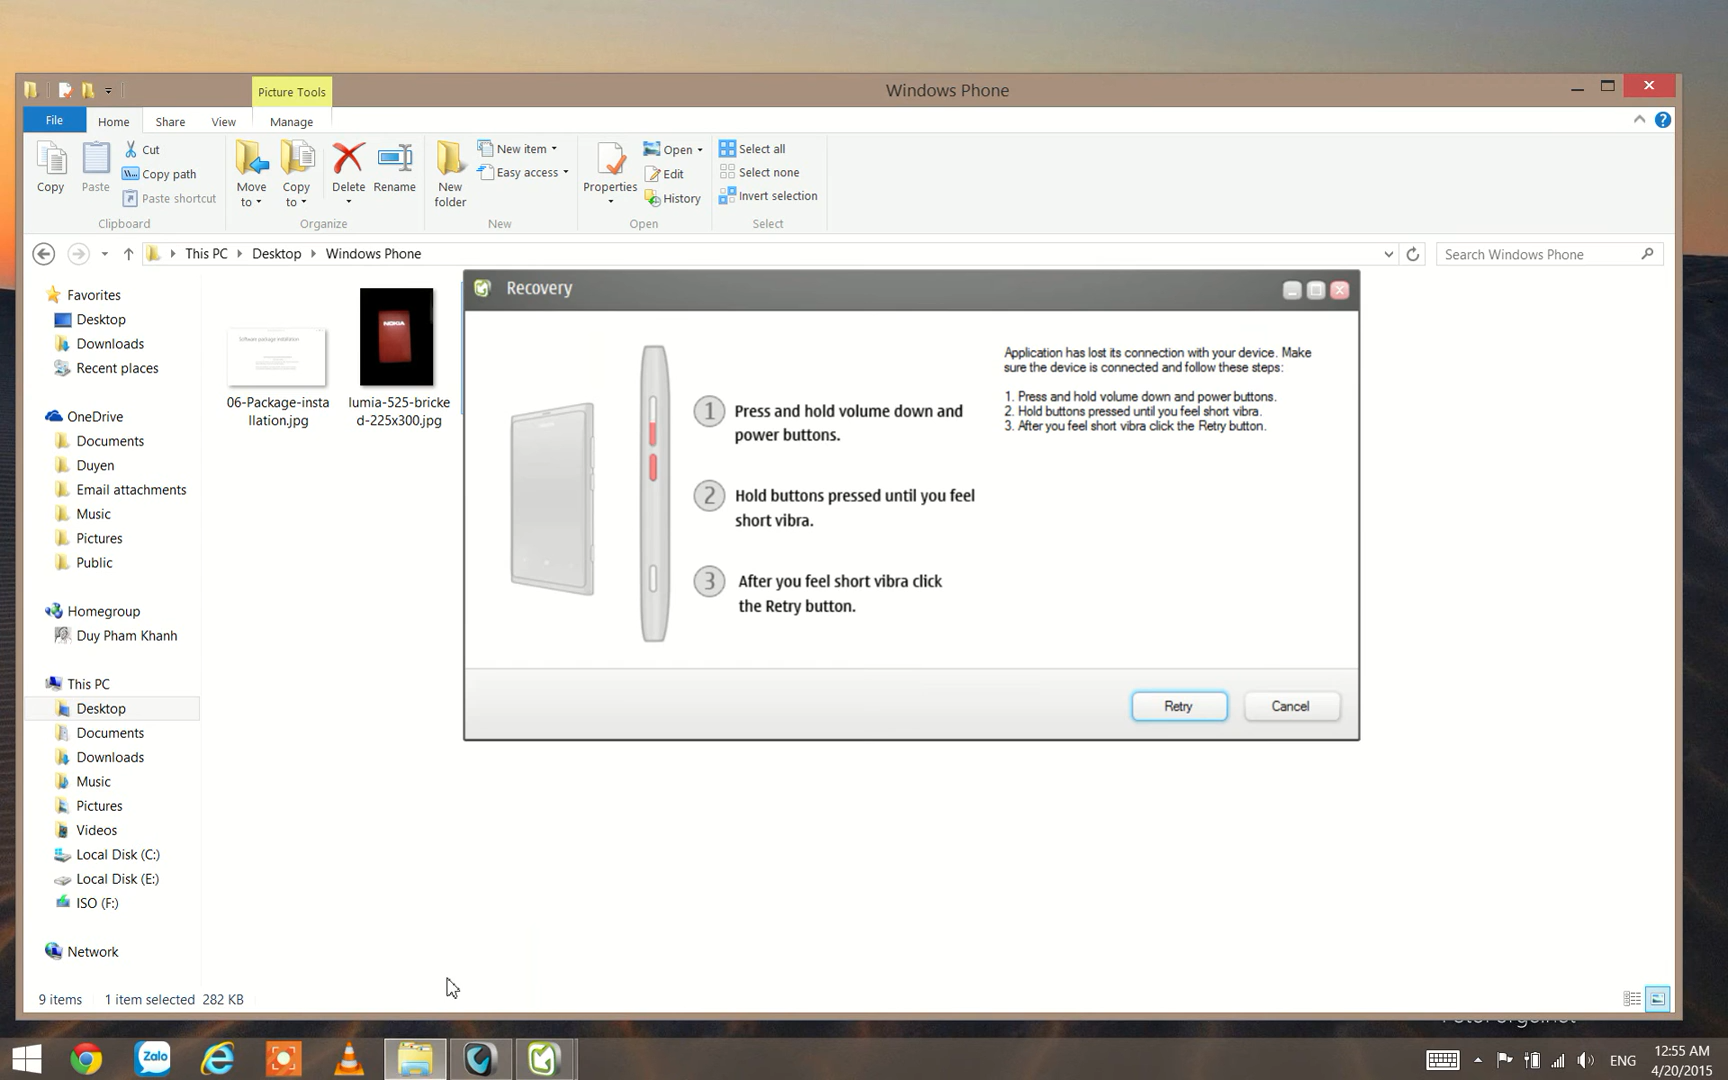 Picture Tools
Windows Phone
File
Home
Share
View
Manage
Copy
Paste
Cut
Copy path
Paste shortcut
Clipboard
Move to
Copy to
Delete
Rename
Organize
New folder
New item
Easy access
New
Properties
Open
Edit
History
Open
Select all
Select none
Invert selection
Select
This PC
Desktop
Windows Phone
Search Windows Phone
Favorites
Desktop
Downloads
Recent places
OneDrive
Documents
Duyen
Email attachments
Music
Pictures
Public
Homegroup
Duy Pham Khanh
This PC
Desktop
Documents
Downloads
Music
Pictures
Videos
Local Disk (C:)
Local Disk (E:)
ISO (F:)
Network
Software package installation
06-Package-insta
llation.jpg
NOKIA
lumia-525-bricke
d-225x300.jpg
Recovery
1 Press and hold volume down and
power buttons.
2 Hold buttons pressed until you feel
short vibra.
3 After you feel short vibra click
the Retry button.
Application has lost its connection with your device. Make
sure the device is connected and follow these steps:
1. Press and hold volume down and power buttons.
2. Hold buttons pressed until you feel short vibra.
3. After you feel short vibra click the Retry button.
Retry
Cancel
9 items
1 item selected 282 KB
Zalo
ENG
12:55 AM
4/20/2015